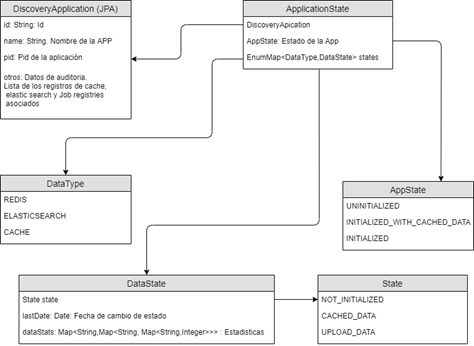 DiscoveryApplication (JPA)
id: String: Id
name: String. Nombre de la APP
pid: Pid de la aplicación
otros: Datos de auditoria.
Lista de los registros de cache,
elastic search y Job registries
asociados
ApplicationState
DiscoveryApication
AppState: Estado de la App
EnumMap<DataType,DataState> states
DataType
REDIS
ELASTICSEARCH
CACHE
AppState
UNINITIALIZED
INITIALIZED_WITH_CACHED_DATA
INITIALIZED
DataState
State state
lastDate: Date: Fecha de cambio de estado
dataStats: Map<String,Map<String, Map<String,Integer>>> : Estadisticas
State
NOT_INITIALIZED
CACHED_DATA
UPLOAD_DATA